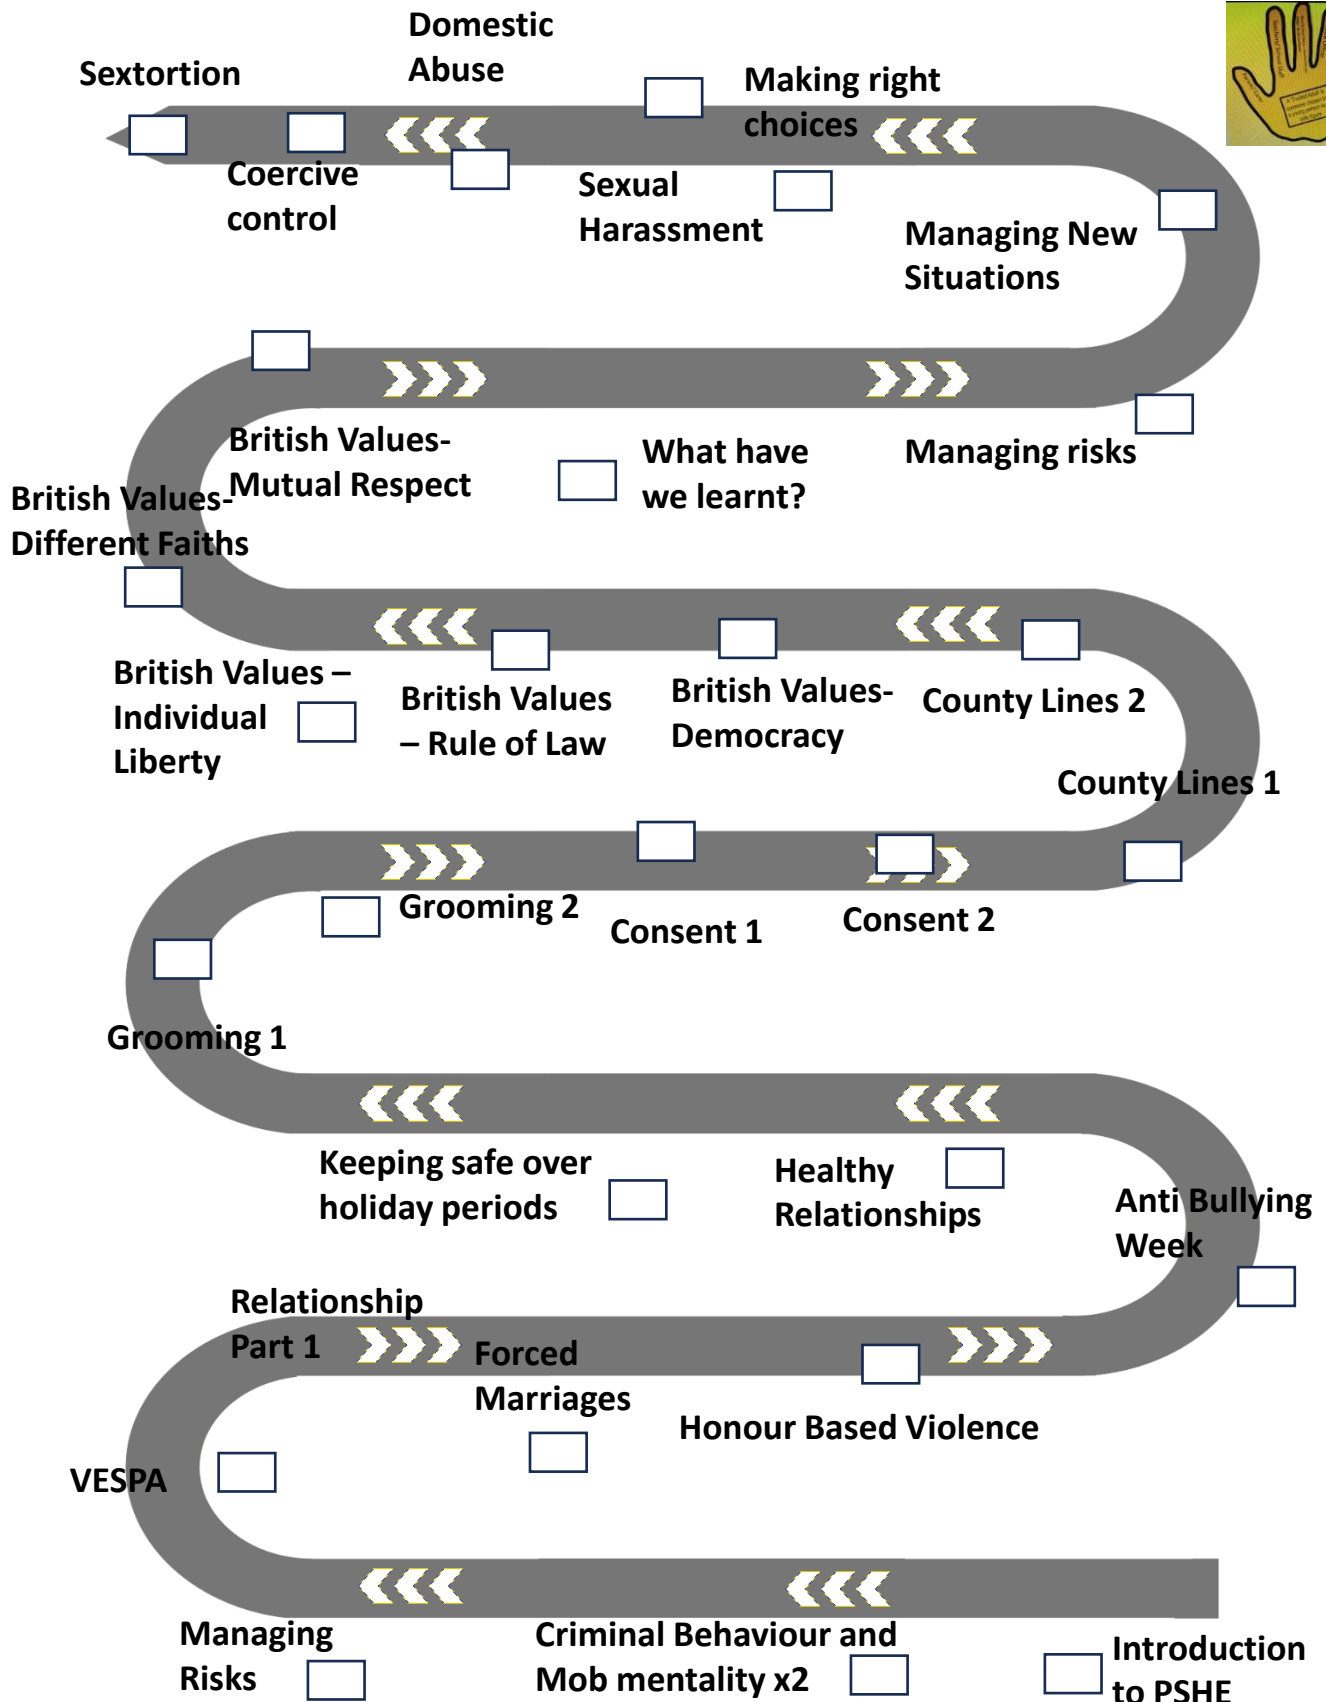 Domestic
Abuse
Sextortion
Making right
choices
Coercive
control
Sexual
Harassment
Managing New
Situations
British Values-
Mutual Respect
What have
we learnt?
Managing risks
British Values-
Different Faiths
British Values –
Individual
Liberty
British Values
– Rule of Law
British Values-
Democracy
County Lines 2
County Lines 1
Grooming 2
Consent 1
Consent 2
Grooming 1
Keeping safe over
holiday periods
Healthy
Relationships
Anti Bullying
Week
Relationship
Part 1
Forced
Marriages
Honour Based Violence
VESPA
Managing
Risks
Criminal Behaviour and
Mob mentality x2
Introduction
to PSHE